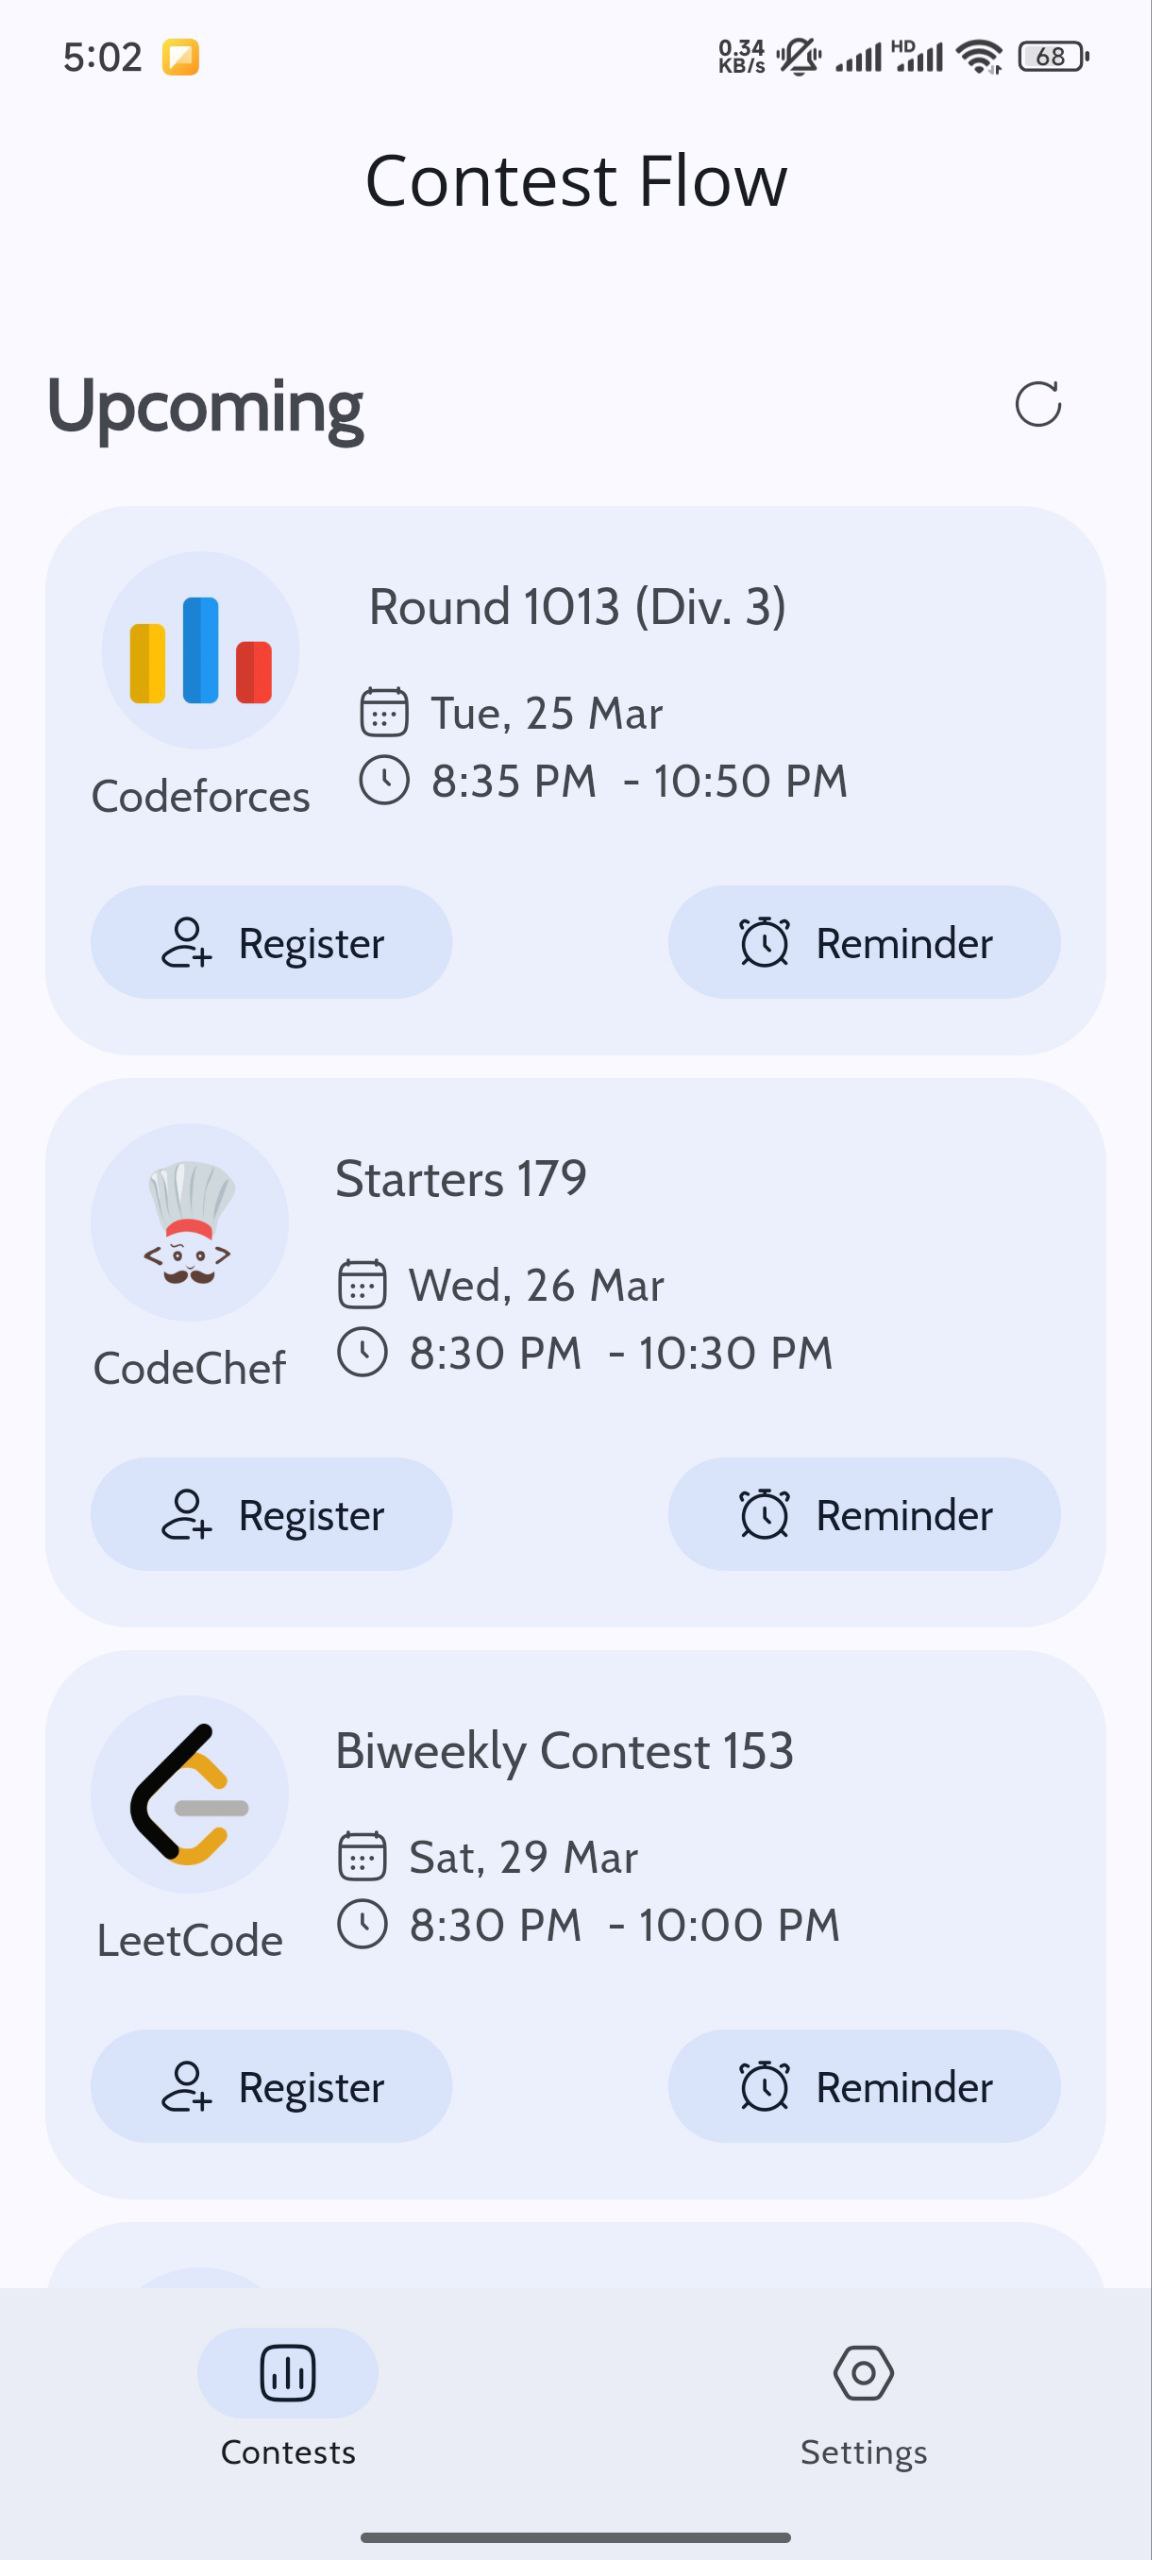 5:02
0.34
KB/s
HD
68
Contest Flow
Upcoming
Round 1013 (Div. 3)
Tue, 25 Mar
8:35 PM - 10:50 PM
Codeforces
Register
Reminder
Starters 179
Wed, 26 Mar
8:30 PM - 10:30 PM
CodeChef
Register
Reminder
Biweekly Contest 153
Sat, 29 Mar
8:30 PM - 10:00 PM
LeetCode
Register
Reminder
Contests
Settings